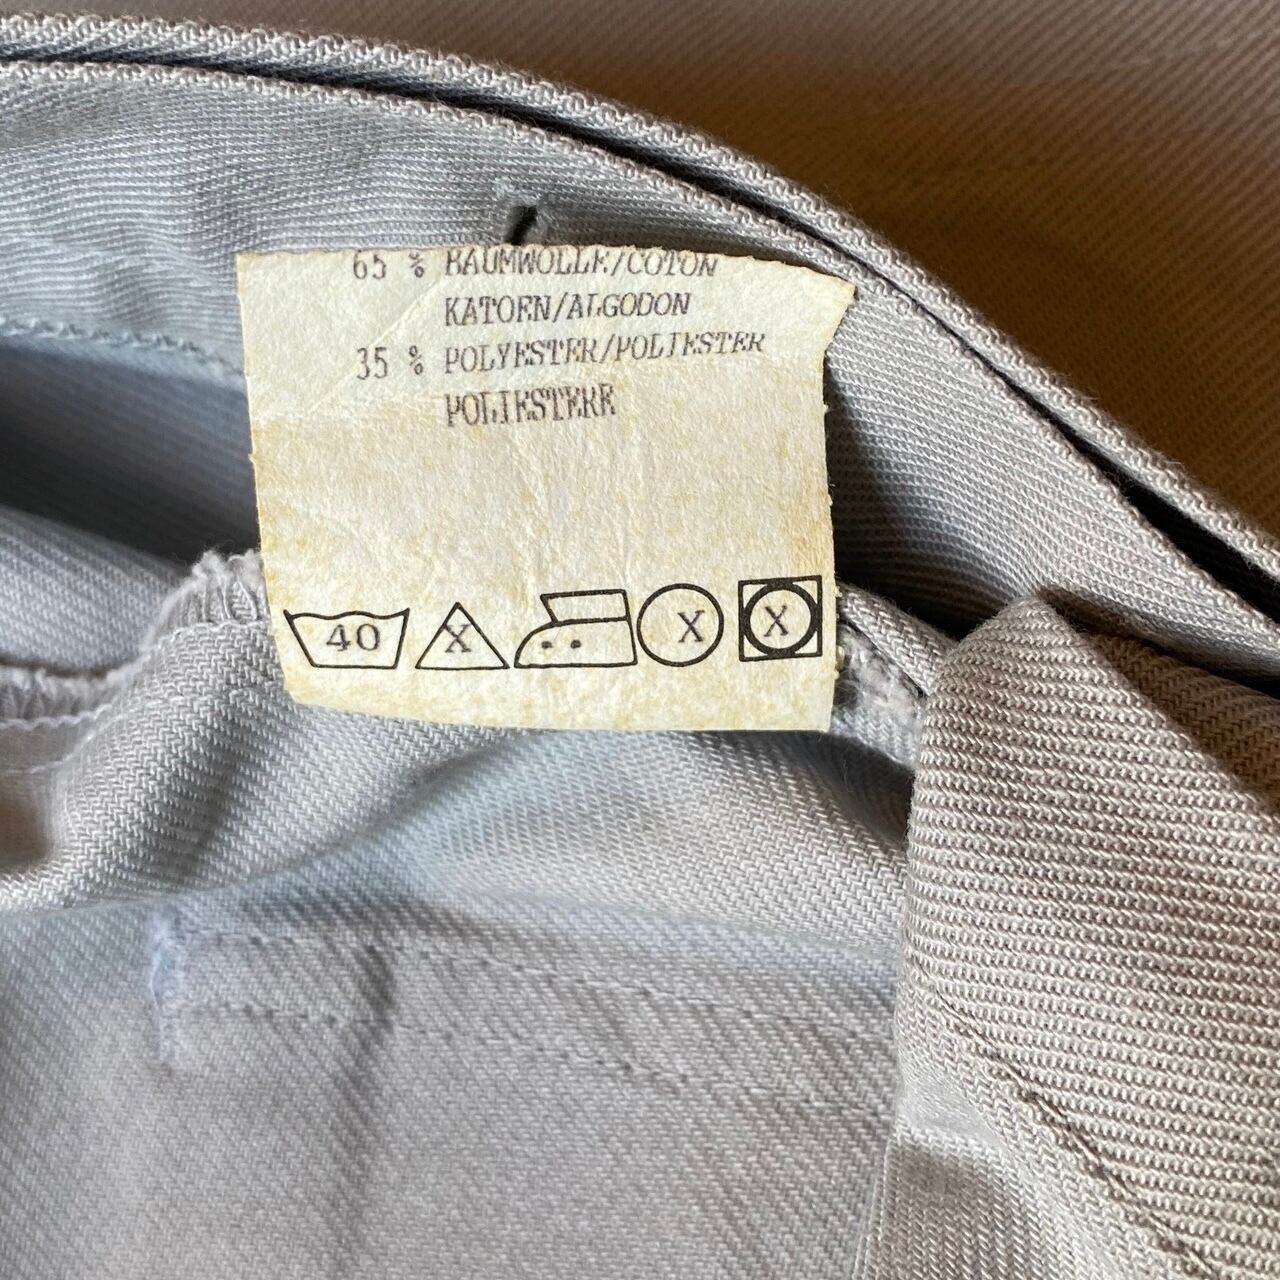 65 % BAUMWOLLE/COTON
KATOEN/ALGODON
35 % POLYESTER/POLIESTER
POLIESTERE
40 X X X